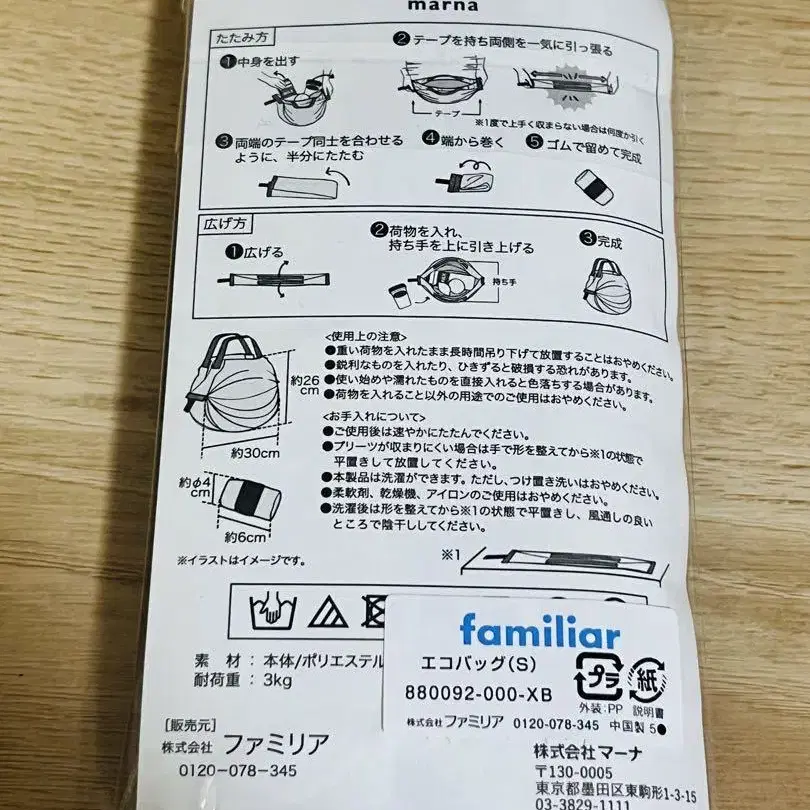 marna
たたみ方
❶中身を出す
❷テープを持ち両側を一気に引っ張る
テープ
※1度で上手く収まらない場合は何度か引く
❸両端のテープ同士を合わせる
ように、半分にたたむ
❹端から巻く
❺ゴムで留めて完成
広げ方
❶広げる
❷荷物を入れ、
持ち手を上に引き上げる
持ち手
❸完成
約26
cm
約30cm
約φ4
cm
約6cm
※イラストはイメージです。
<使用上の注意>
●重い荷物を入れたまま長時間吊り下げて放置することはおやめください。
●鋭利なものを入れたり、ひきずると破損する恐れがあります。
●使い始めや濡れたものを直接入れると色落ちする場合があります。
●荷物を入れること以外の用途でのご使用はおやめください。
<お手入れについて>
●ご使用後は速やかにたたんでください。
●プリーツが収まりにくい場合は手で形を整えてから※1の状態で
平置きして放置してください。
●本製品は洗濯ができます。ただし、つけ置き洗いはおやめください。
●柔軟剤、乾燥機、アイロンのご使用はおやめください。
●洗濯後は形を整えてから※1の状態で平置きし、風通しの良い
ところで陰干ししてください。
※1
素 材：本体/ポリエステル
耐荷重：3kg
familiar
エコバッグ(S)
880092-000-XB
プラ
紙
外装:PP 説明書
株式会社ファミリア 0120-078-345 中国製 5●
[販売元]
株式会社 ファミリア
0120-078-345
株式会社マーナ
〒130-0005
東京都墨田区東駒形1-3-15
03-3829-1111